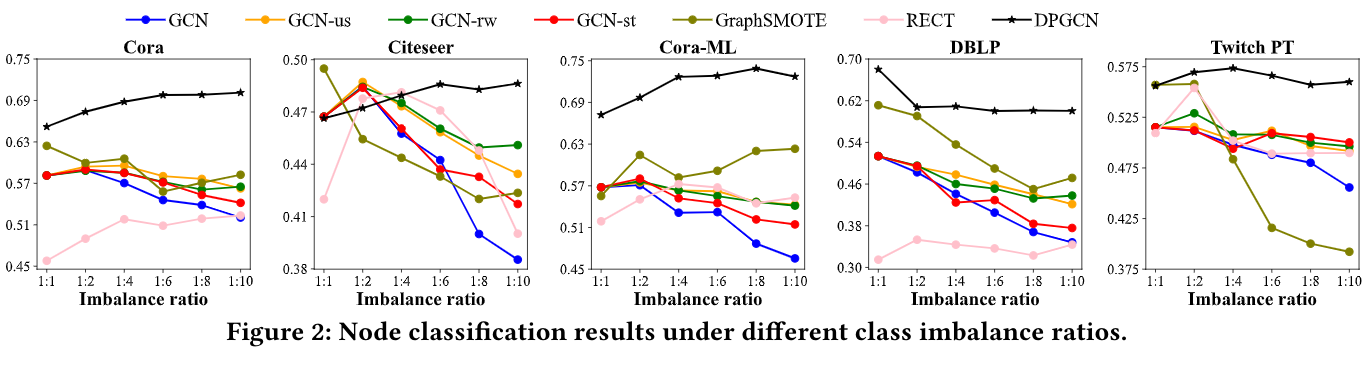 GCN GCN-us GCN-rw GCN-st GraphSMOTE RECT DPGCN
Cora Citeseer Cora-ML DBLP Twitch PT
0.75 0.69 0.63 0.57 0.51 0.45
1:1 1:2 1:4 1:6 1:8 1:10
Imbalance ratio
0.50 0.47 0.44 0.41 0.38
1:1 1:2 1:4 1:6 1:8 1:10
Imbalance ratio
0.75 0.69 0.63 0.57 0.51 0.45
1:1 1:2 1:4 1:6 1:8 1:10
Imbalance ratio
0.70 0.62 0.54 0.46 0.38 0.30
1:1 1:2 1:4 1:6 1:8 1:10
Imbalance ratio
0.575 0.525 0.475 0.425 0.375
1:1 1:2 1:4 1:6 1:8 1:10
Imbalance ratio
Figure 2: Node classification results under different class imbalance ratios.